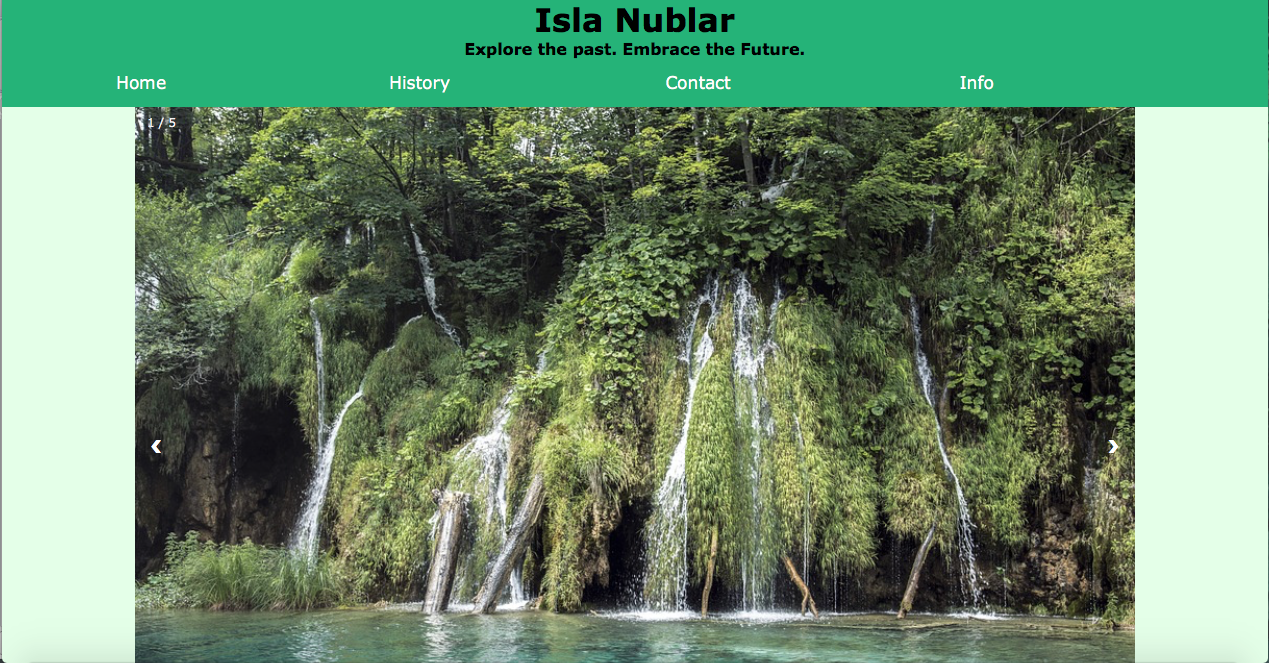 Isla Nublar
Explore the past. Embrace the Future.
Home History Contact Info
1 / 5
‹ ›